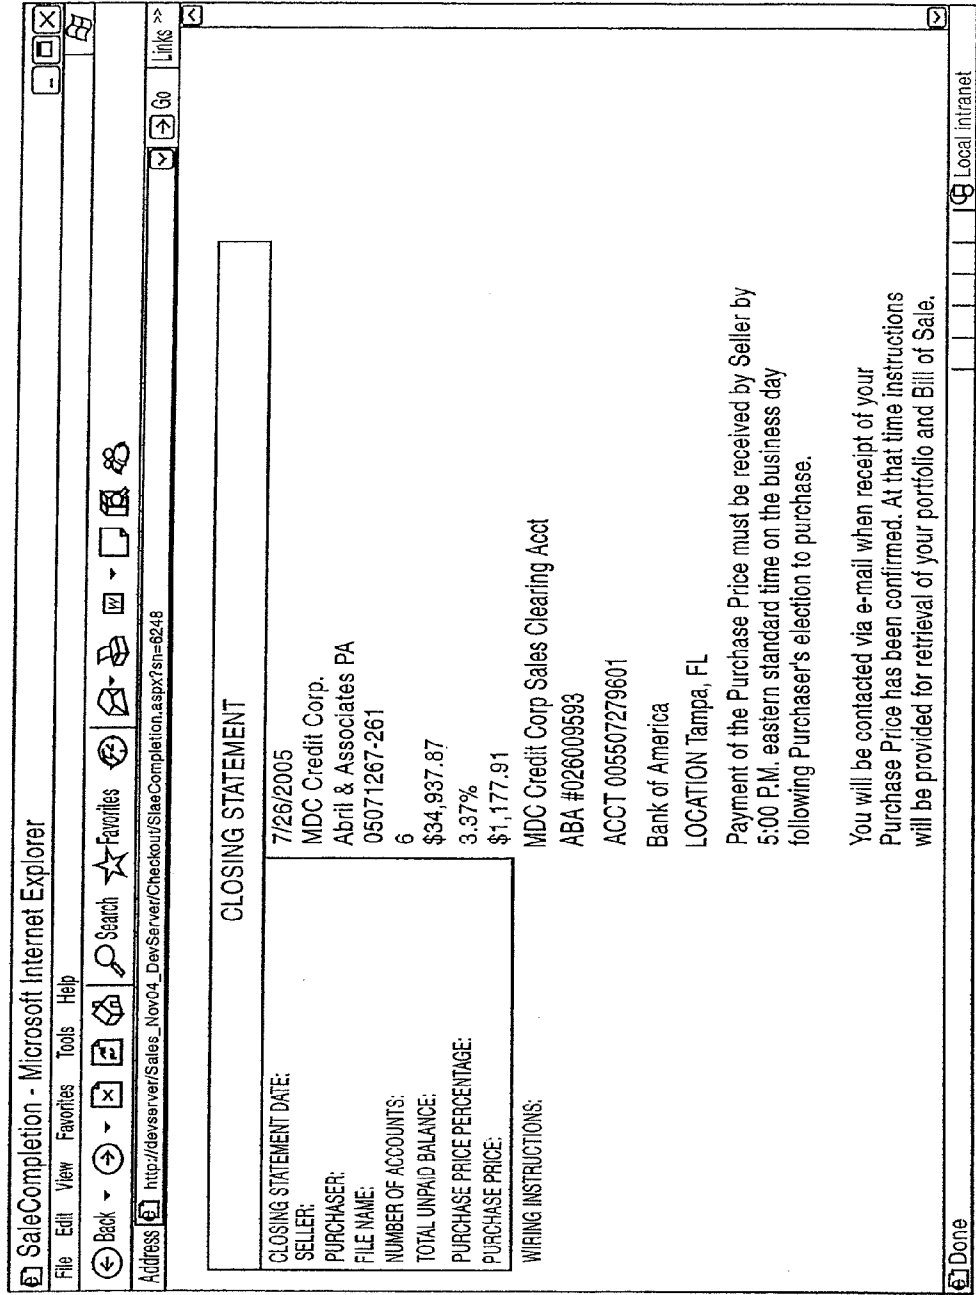 SaleCompletion - Microsoft Internet Explorer
File Edit View Favorites Tools Help
Back Search Favorites
Address http://devserver/Sales_Nov04_DevServer/Checkout/SlaeCompletion.aspx?sn=6248 Go Links »
CLOSING STATEMENT
CLOSING STATEMENT DATE: 7/26/2005
SELLER: MDC Credit Corp.
PURCHASER: Abril & Associates PA
FILE NAME: 05071267-261
NUMBER OF ACCOUNTS: 6
TOTAL UNPAID BALANCE: $34,937.87
PURCHASE PRICE PERCENTAGE: 3.37%
PURCHASE PRICE: $1,177.91
WIRING INSTRUCTIONS: MDC Credit Corp Sales Clearing Acct
ABA #026009593
ACCT 005507279601
Bank of America
LOCATION Tampa, FL
Payment of the Purchase Price must be received by Seller by
5:00 P.M. eastern standard time on the business day
following Purchaser's election to purchase.
You will be contacted via e-mail when receipt of your
Purchase Price has been confirmed. At that time instructions
will be provided for retrieval of your portfolio and Bill of Sale.
Done Local intranet